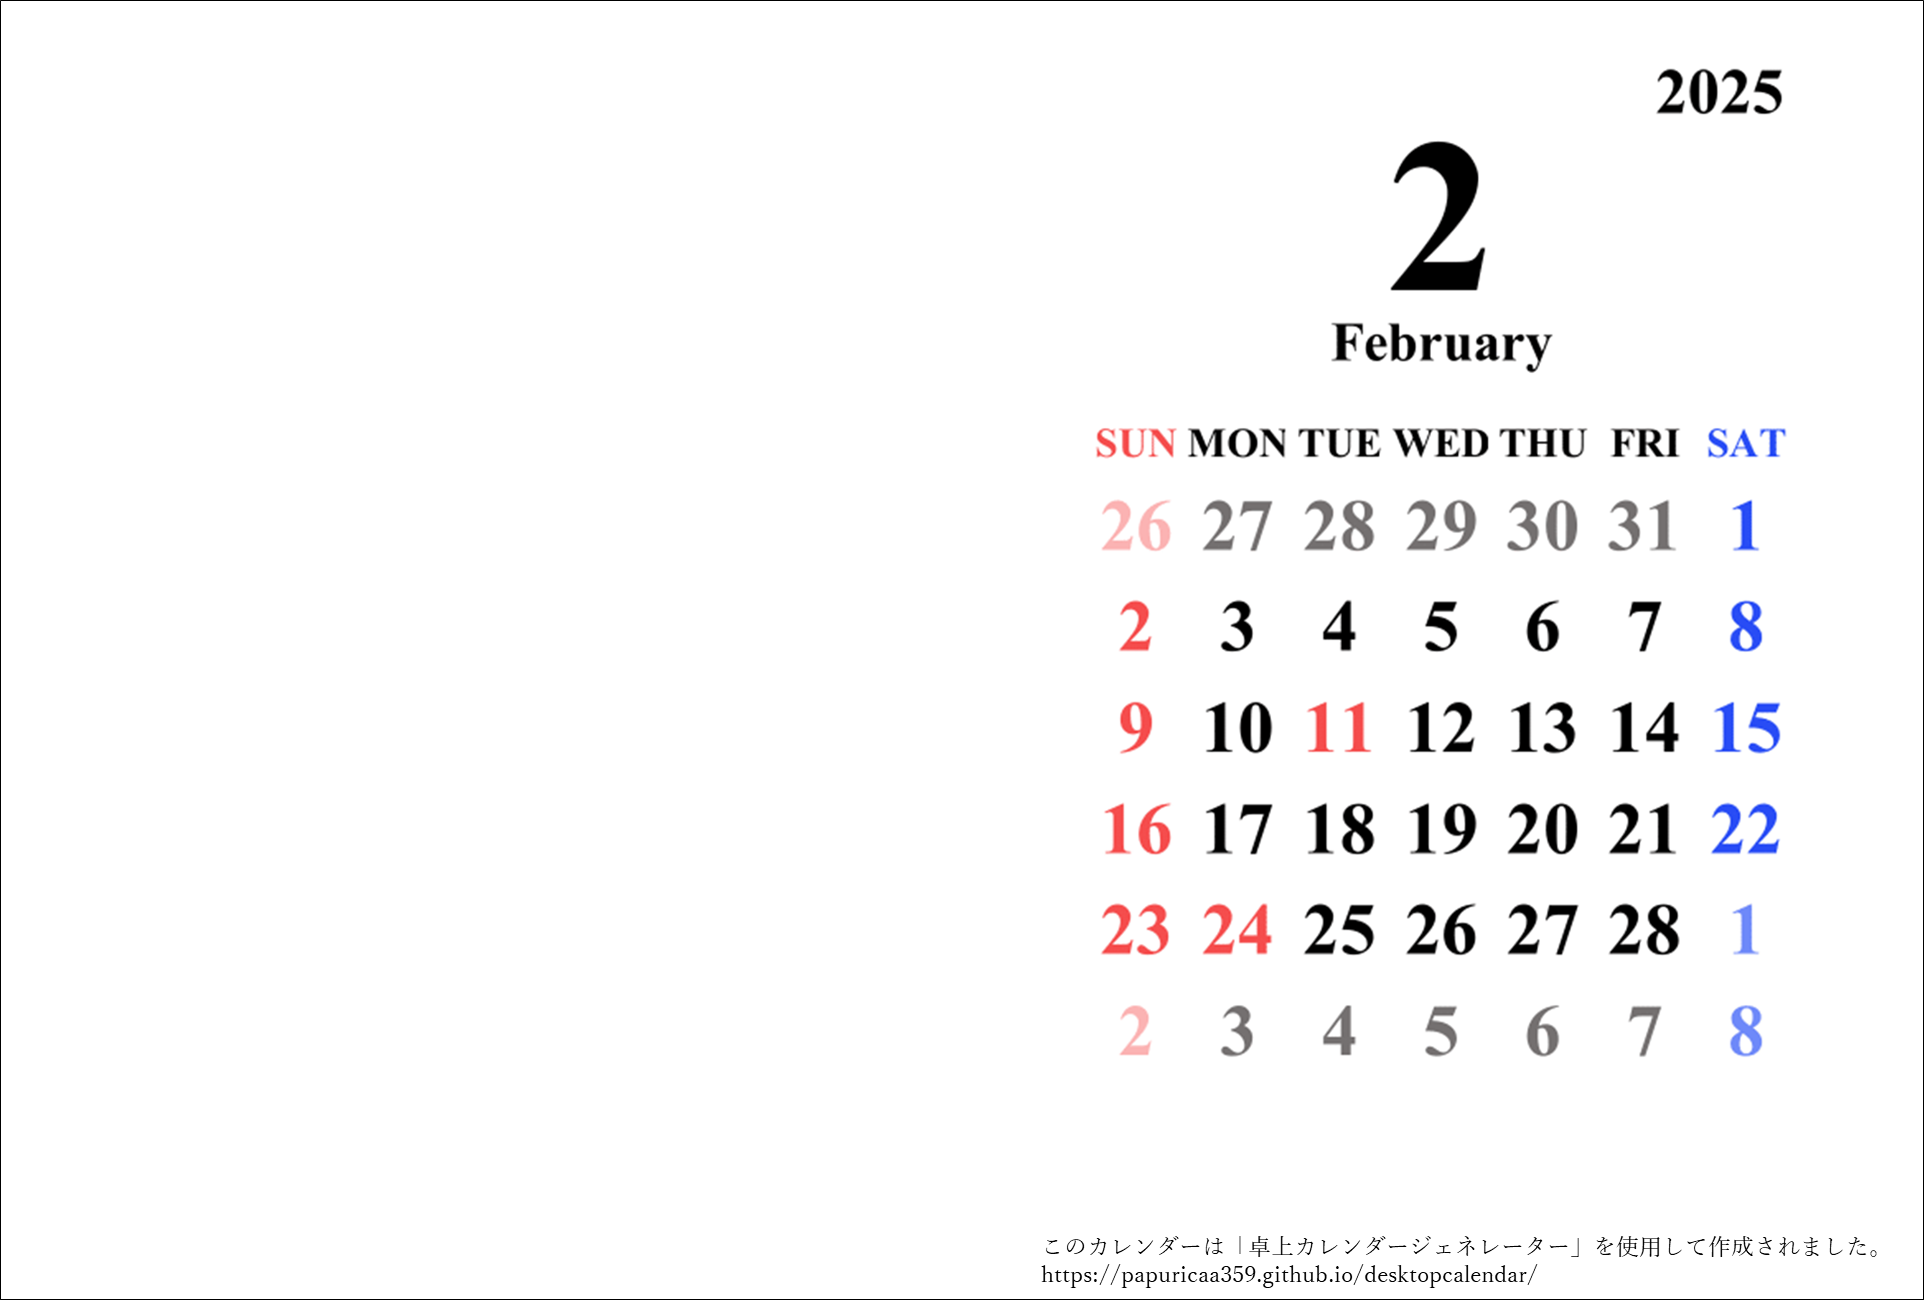 2025
2
February
SUN MON TUE WED THU FRI SAT
26 27 28 29 30 31 1
2 3 4 5 6 7 8
9 10 11 12 13 14 15
16 17 18 19 20 21 22
23 24 25 26 27 28 1
2 3 4 5 6 7 8
このカレンダーは「卓上カレンダージェネレーター」を使用して作成されました。
https://papuricaa359.github.io/desktopcalendar/